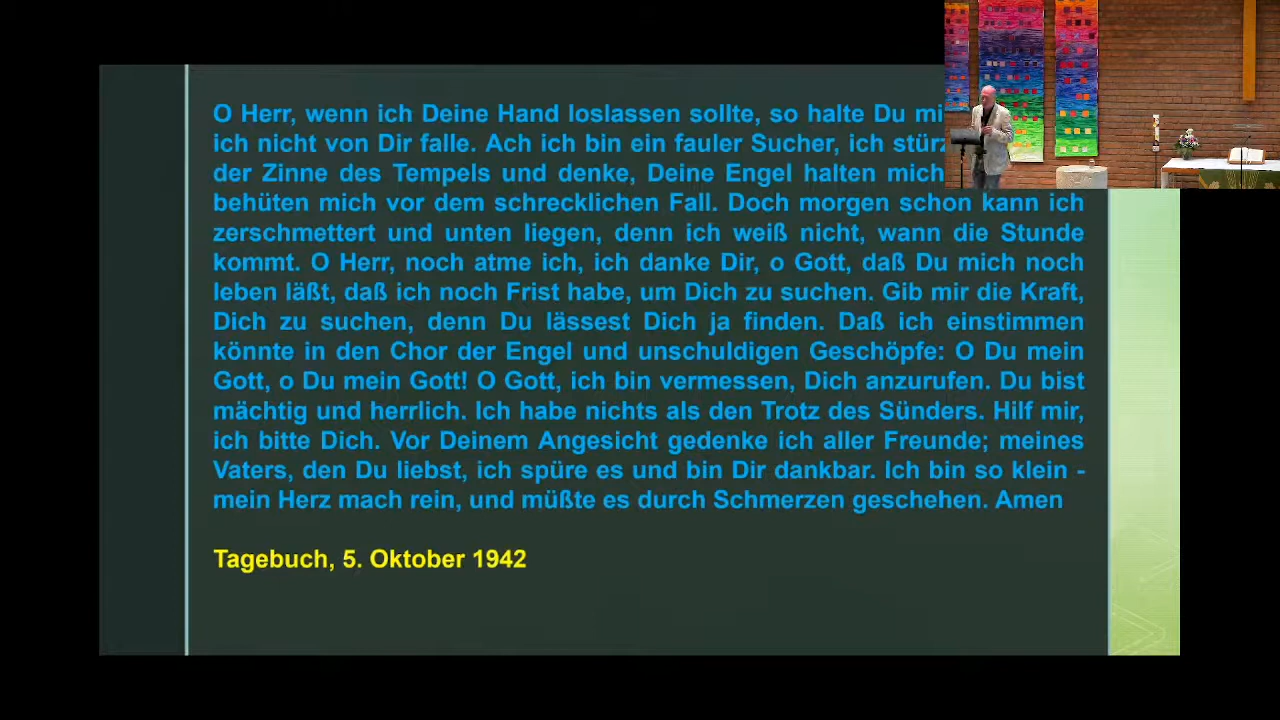 O Herr, wenn ich Deine Hand loslassen sollte, so halte Du
ich nicht von Dir falle. Ach ich bin ein fauler Sucher, ich
der Zinne des Tempels und denke, Deine Engel halten mich
behüten mich vor dem schrecklichen Fall. Doch morgen schon kann ich
zerschmettert und unten liegen, denn ich weiß nicht, wann die Stunde
kommt. O Herr, noch atme ich, ich danke Dir, o Gott, daß Du mich noch
leben läßt, daß ich noch Frist habe, um Dich zu suchen. Gib mir die Kraft,
Dich zu suchen, denn Du lässest Dich ja finden. Daß ich einstimmen
könnte in den Chor der Engel und unschuldigen Geschöpfe: O Du mein
Gott, o Du mein Gott! O Gott, ich bin vermessen, Dich anzurufen. Du bist
mächtig und herrlich. Ich habe nichts als den Trotz des Sünders. Hilf mir,
ich bitte Dich. Vor Deinem Angesicht gedenke ich aller Freunde; meines
Vaters, den Du liebst, ich spüre es und bin Dir dankbar. Ich bin so klein -
mein Herz mach rein, und müßte es durch Schmerzen geschehen. Amen
Tagebuch, 5. Oktober 1942